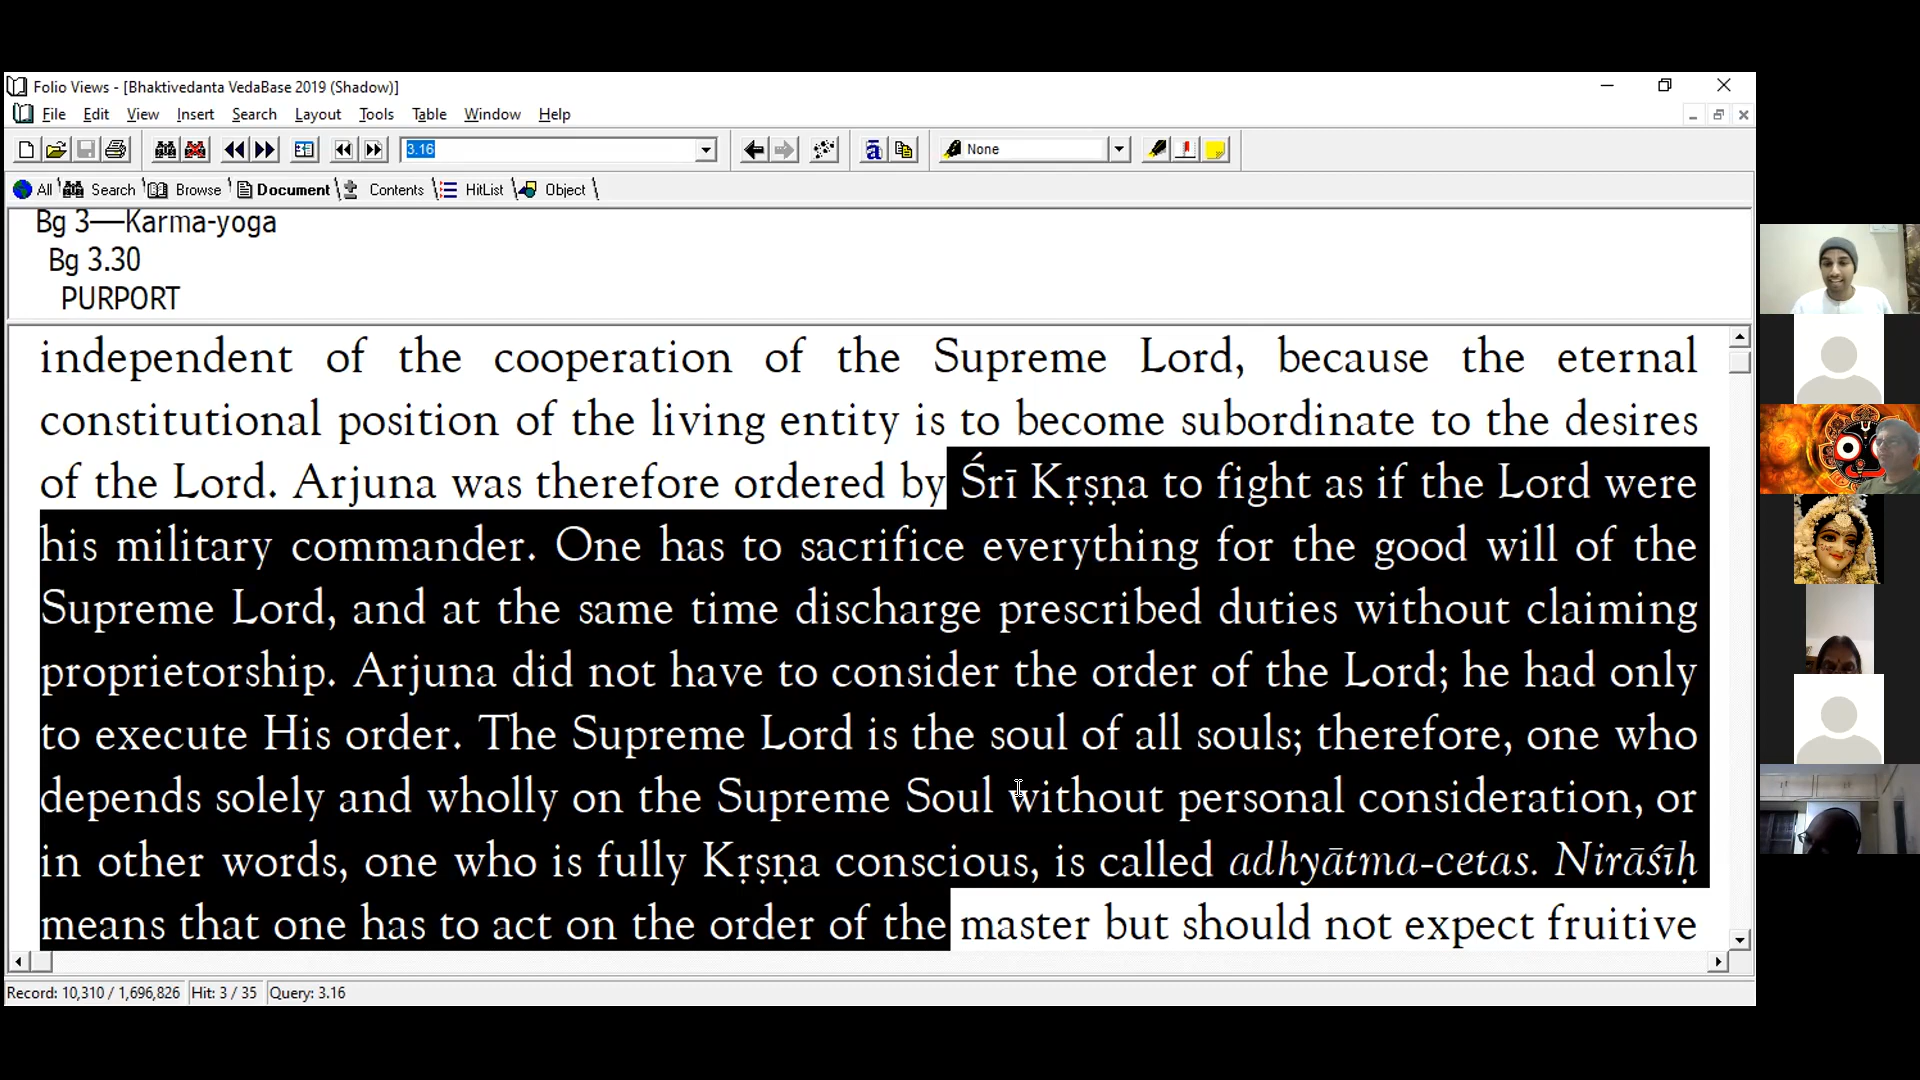 Folio Views - [Bhaktivedanta VedaBase 2019 (Shadow)]
File Edit View Insert Search Layout Tools Table Window Help
3.16 None
All Search Browse Document Contents HitList Object
Bg 3—Karma-yoga
Bg 3.30
PURPORT
independent of the cooperation of the Supreme Lord, because the eternal
constitutional position of the living entity is to become subordinate to the desires
of the Lord. Arjuna was therefore ordered by Śrī Kṛṣṇa to fight as if the Lord were
his military commander. One has to sacrifice everything for the good will of the
Supreme Lord, and at the same time discharge prescribed duties without claiming
proprietorship. Arjuna did not have to consider the order of the Lord; he had only
to execute His order. The Supreme Lord is the soul of all souls; therefore, one who
depends solely and wholly on the Supreme Soul without personal consideration, or
in other words, one who is fully Kṛṣṇa conscious, is called adhyātma-cetas. Nirāśīḥ
means that one has to act on the order of the master but should not expect fruitive
Record: 10,310 / 1,696,826 Hit: 3 / 35 Query: 3.16